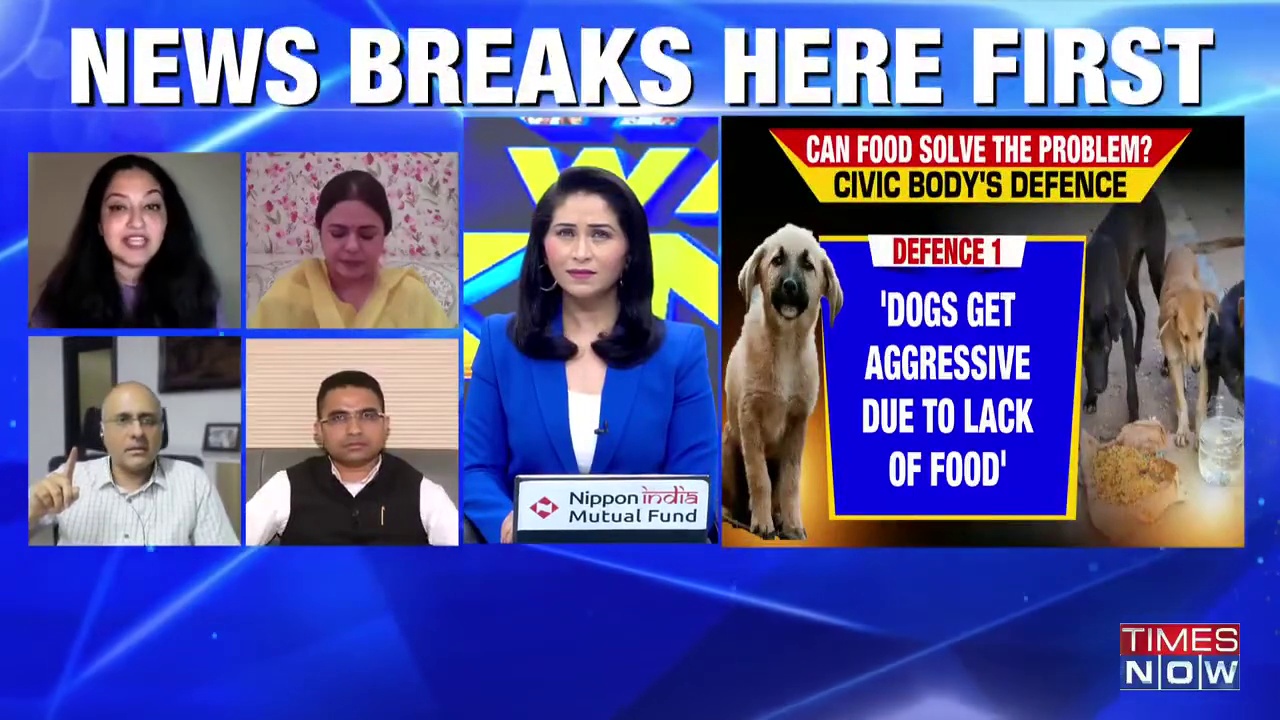 NEWS BREAKS HERE FIRST
CAN FOOD SOLVE THE PROBLEM?
CIVIC BODY'S DEFENCE
DEFENCE 1
'DOGS GET
AGGRESSIVE
DUE TO LACK
OF FOOD'
Nippon india
Mutual Fund
TIMES
NOW